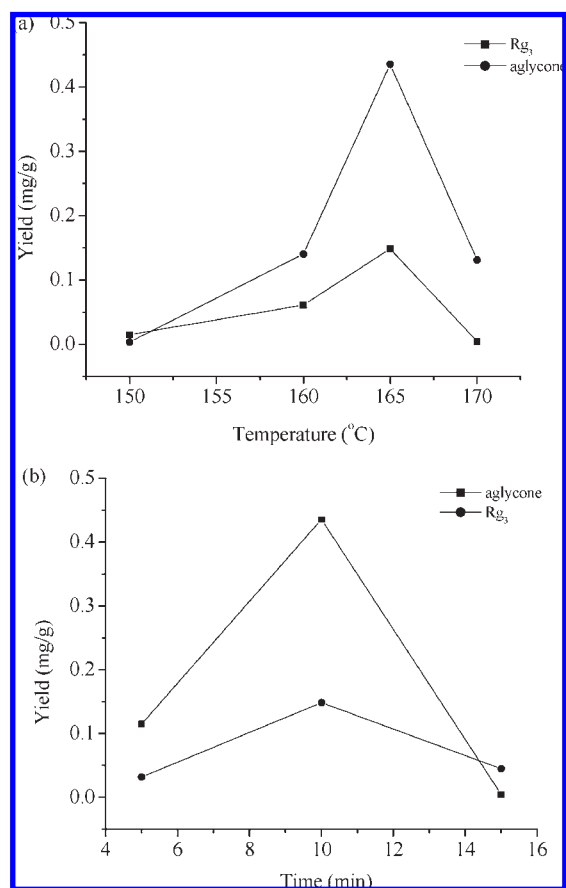 (a)
0.5
0.4
0.3
0.2
0.1
0.0
Yield (mg/g)
Rg3
aglycone
150 155 160 165 170
Temperature (°C)
(b)
0.5
0.4
0.3
0.2
0.1
0.0
Yield (mg/g)
aglycone
Rg3
4 6 8 10 12 14 16
Time (min)